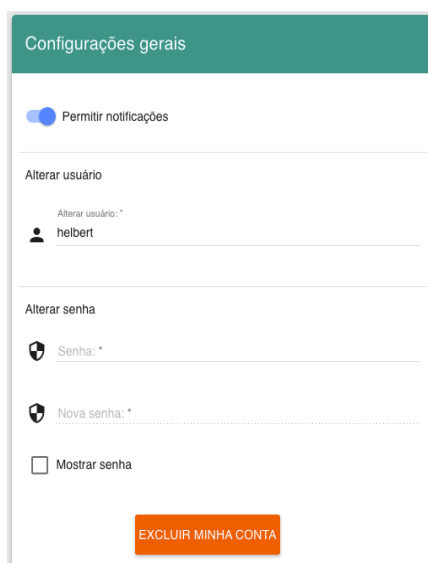 Configurações gerais
Permitir notificações
Alterar usuário
Alterar usuário: *
helbert
Alterar senha
Senha: *
Nova senha: *
Mostrar senha
EXCLUIR MINHA CONTA